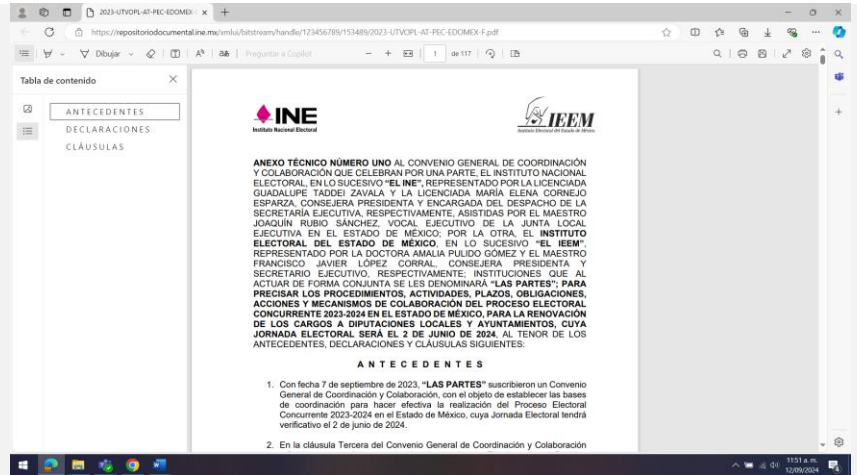 2023-UTVOPL-AT-PEC-EDOMEX-
https://repositoriodocumental.ine.mx/xmlui/bitstream/handle/123456789/153489/2023-UTVOPL-AT-PEC-EDOMEX-F.pdf
Dibujar
Preguntar a Copilot
1 de 117
Tabla de contenido
ANTECEDENTES
DECLARACIONES
CLÁUSULAS
INE
Instituto Nacional Electoral
IEEM
Instituto Electoral del Estado de México
ANEXO TÉCNICO NÚMERO UNO AL CONVENIO GENERAL DE COORDINACIÓN
Y COLABORACIÓN QUE CELEBRAN POR UNA PARTE, EL INSTITUTO NACIONAL
ELECTORAL, EN LO SUCESIVO “EL INE”, REPRESENTADO POR LA LICENCIADA
GUADALUPE TADDEI ZAVALA Y LA LICENCIADA MARÍA ELENA CORNEJO
ESPARZA, CONSEJERA PRESIDENTA Y ENCARGADA DEL DESPACHO DE LA
SECRETARÍA EJECUTIVA, RESPECTIVAMENTE, ASISTIDAS POR EL MAESTRO
JOAQUÍN RUBIO SÁNCHEZ, VOCAL EJECUTIVO DE LA JUNTA LOCAL
EJECUTIVA EN EL ESTADO DE MÉXICO; POR LA OTRA, EL INSTITUTO
ELECTORAL DEL ESTADO DE MÉXICO, EN LO SUCESIVO “EL IEEM”,
REPRESENTADO POR LA DOCTORA AMALIA PULIDO GÓMEZ Y EL MAESTRO
FRANCISCO JAVIER LÓPEZ CORRAL, CONSEJERA PRESIDENTA Y
SECRETARIO EJECUTIVO, RESPECTIVAMENTE; INSTITUCIONES QUE AL
ACTUAR DE FORMA CONJUNTA SE LES DENOMINARÁ “LAS PARTES”; PARA
PRECISAR LOS PROCEDIMIENTOS, ACTIVIDADES, PLAZOS, OBLIGACIONES,
ACCIONES Y MECANISMOS DE COLABORACIÓN DEL PROCESO ELECTORAL
CONCURRENTE 2023-2024 EN EL ESTADO DE MÉXICO, PARA LA RENOVACIÓN
DE LOS CARGOS A DIPUTACIONES LOCALES Y AYUNTAMIENTOS, CUYA
JORNADA ELECTORAL SERÁ EL 2 DE JUNIO DE 2024, AL TENOR DE LOS
ANTECEDENTES, DECLARACIONES Y CLÁUSULAS SIGUIENTES:
A N T E C E D E N T E S
1. Con fecha 7 de septiembre de 2023, “LAS PARTES” suscribieron un Convenio
General de Coordinación y Colaboración, con el objeto de establecer las bases
de coordinación para hacer efectiva la realización del Proceso Electoral
Concurrente 2023-2024 en el Estado de México, cuya Jornada Electoral tendrá
verificativo el 2 de junio de 2024.
2. En la cláusula Tercera del Convenio General de Coordinación y Colaboración
11:51 a. m.
12/09/2024